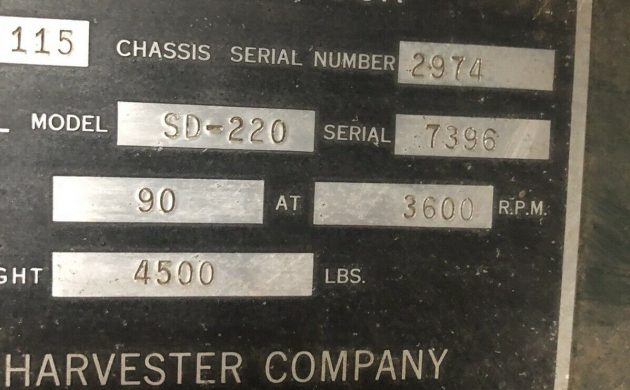 115 CHASSIS SERIAL NUMBER 2974
L MODEL SD-220 SERIAL 7396
90 AT 3600 R.P.M.
GHT 4500 LBS.
HARVESTER COMPANY